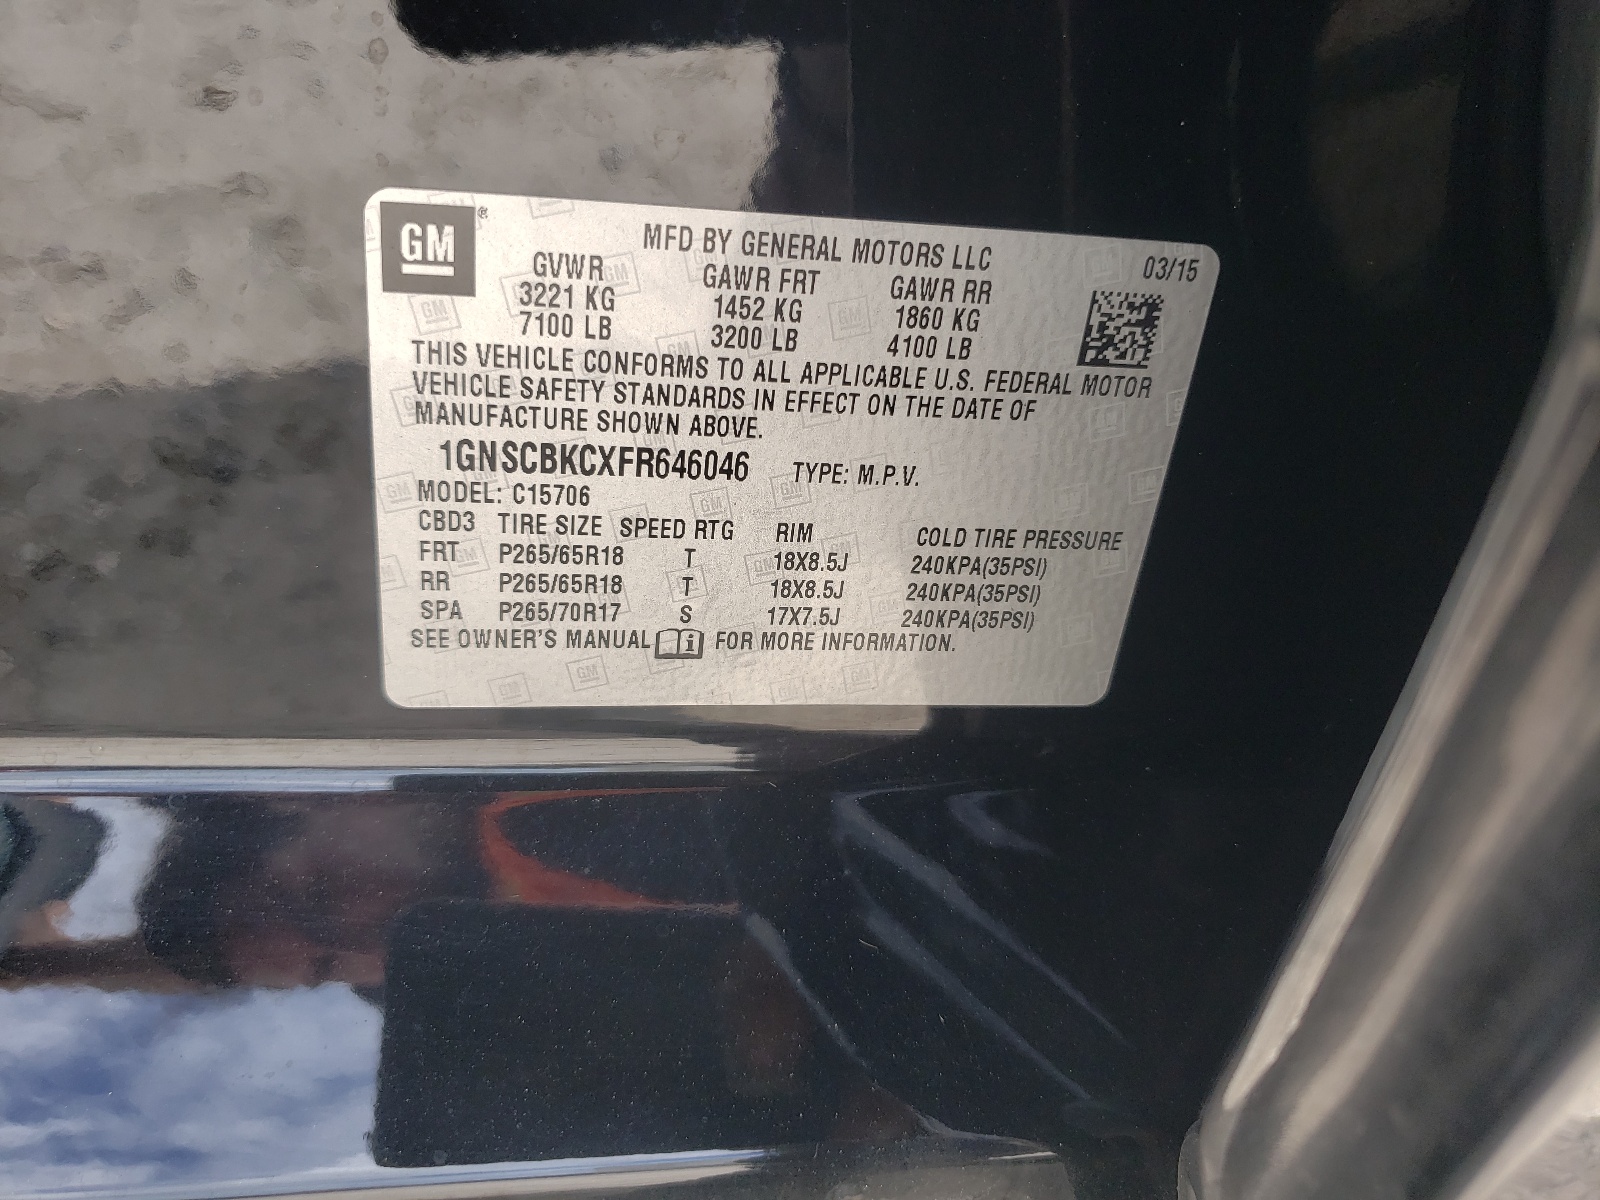 GM®
MFD BY GENERAL MOTORS LLC
03/15
GVWR GAWR FRT GAWR RR
3221 KG 1452 KG 1860 KG
7100 LB 3200 LB 4100 LB
THIS VEHICLE CONFORMS TO ALL APPLICABLE U.S. FEDERAL MOTOR
VEHICLE SAFETY STANDARDS IN EFFECT ON THE DATE OF
MANUFACTURE SHOWN ABOVE.
1GNSCBKCXFR646046 TYPE: M.P.V.
MODEL: C15706
CBD3 TIRE SIZE SPEED RTG RIM COLD TIRE PRESSURE
FRT P265/65R18 T 18X8.5J 240KPA(35PSI)
RR P265/65R18 T 18X8.5J 240KPA(35PSI)
SPA P265/70R17 S 17X7.5J 240KPA(35PSI)
SEE OWNER'S MANUAL i FOR MORE INFORMATION.